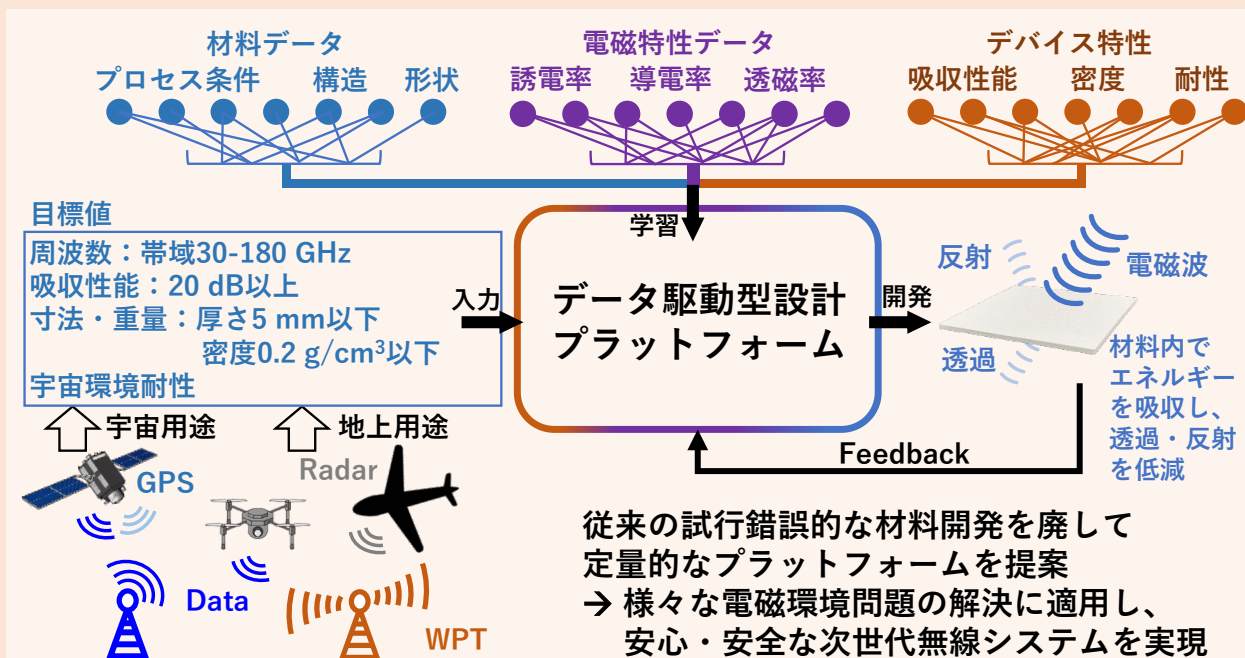 材料データ
プロセス条件 構造 形状
電磁特性データ
誘電率 導電率 透磁率
デバイス特性
吸収性能 密度 耐性
目標値
周波数：帯域30-180 GHz
吸収性能：20 dB以上
寸法・重量：厚さ5 mm以下
密度0.2 g/cm³以下
宇宙環境耐性
宇宙用途
地上用途
GPS
Radar
Data
WPT
学習
入力
データ駆動型設計
プラットフォーム
開発
反射
電磁波
透過
材料内で
エネルギー
を吸収し、
透過・反射
を低減
Feedback
従来の試行錯誤的な材料開発を廃して
定量的なプラットフォームを提案
→ 様々な電磁環境問題の解決に適用し、
安心・安全な次世代無線システムを実現